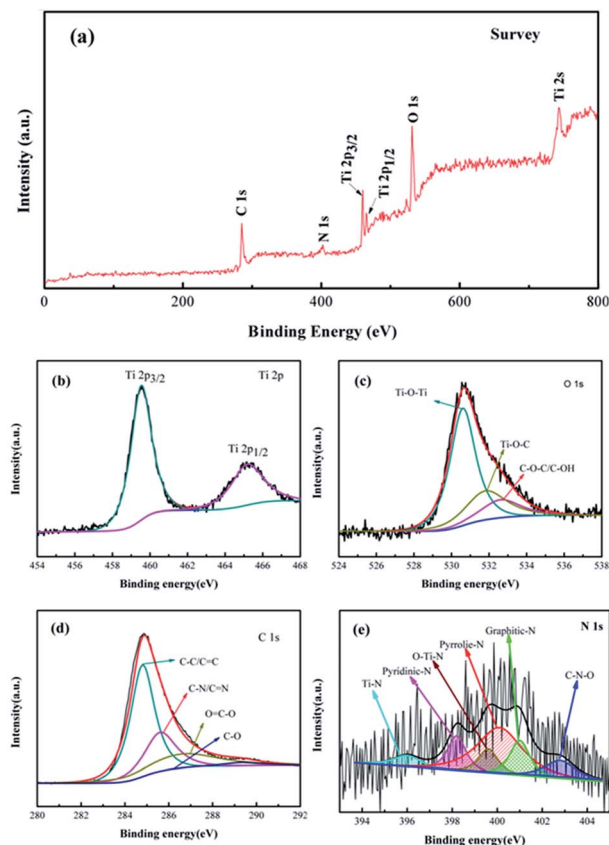 (a)
Survey
Intensity (a.u.)
C 1s
N 1s
Ti 2p3/2
Ti 2p1/2
O 1s
Ti 2s
0 200 400 600 800
Binding Energy (eV)
(b)
Ti 2p3/2
Ti 2p
Ti 2p1/2
Intensity(a.u.)
454 456 458 460 462 464 466 468
Binding energy(eV)
(c)
O 1s
Ti-O-Ti
Ti-O-C
C-O-C/C-OH
Intensity(a.u.)
524 526 528 530 532 534 536 538
Binding energy(eV)
(d)
C 1s
C-C/C=C
C-N/C=N
O=C-O
C-O
Intensity(a.u.)
280 282 284 286 288 290 292
Binding energy(eV)
(e)
N 1s
Graphitic-N
Pyrrolie-N
O-Ti-N
Pyridinic-N
Ti-N
C-N-O
Intensity(a.u.)
394 396 398 400 402 404
Binding energy(eV)